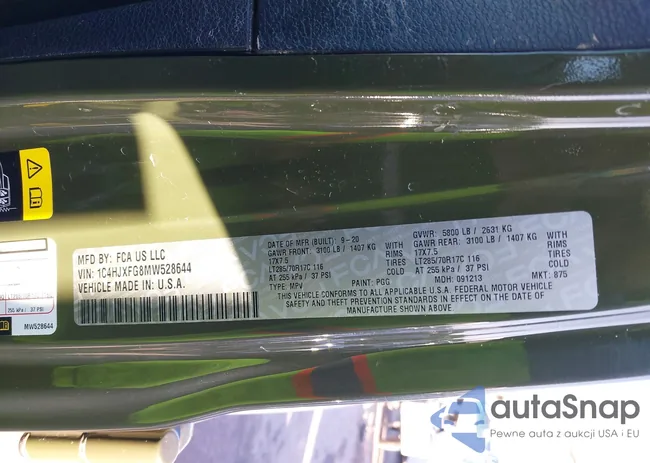 MFD BY: FCA US LLC
VIN: 1C4HJXFG8MW528644
VEHICLE MADE IN U.S.A.
DATE OF MFR (BUILT): 9-20
GAWR FRONT: 3100 LB / 1407 KG WITH
17X7.5 RIMS
LT285/70R17C 116 TIRES
AT 255 kPa / 37 PSI COLD
GVWR: 5800 LB / 2631 KG
GAWR REAR: 3100 LB / 1407 KG WITH
17X7.5 RIMS
LT285/70R17C 116 TIRES
AT 255 kPa / 37 PSI COLD
TYPE: MPV PAINT: PGG MDH: 091213 MKT: 875
THIS VEHICLE CONFORMS TO ALL APPLICABLE U.S.A. FEDERAL MOTOR VEHICLE
SAFETY AND THEFT PREVENTION STANDARDS IN EFFECT ON THE DATE OF
MANUFACTURE SHOWN ABOVE.
MW528644
autaSnap
Pewne auta z aukcji USA i EU